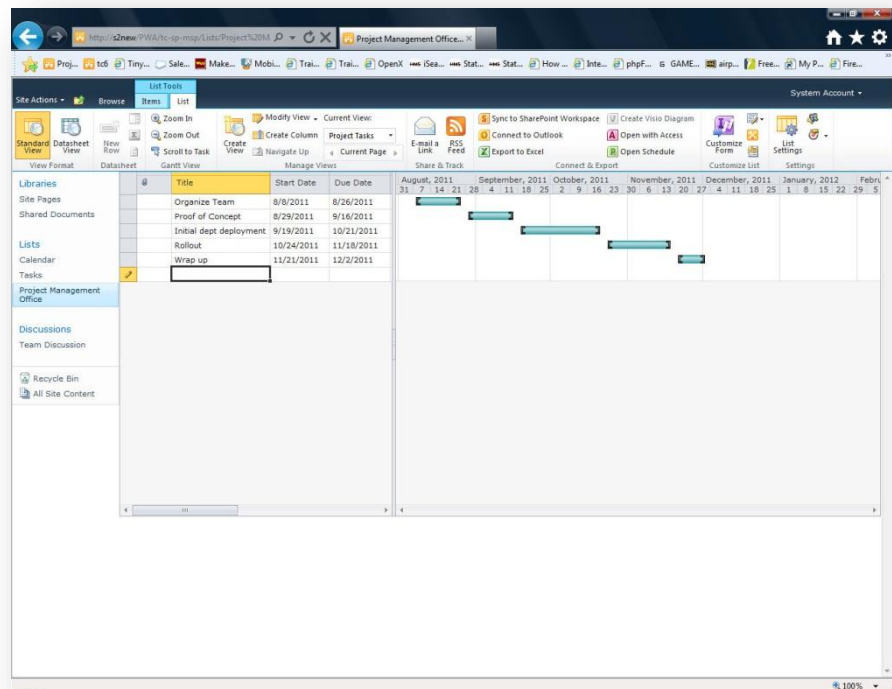 http://s2new/PWA/tc-sp-msp/Lists/Project%20M
Project Management Office...
Proj... tc6 Tiny... Sale... Make... Mobi... Trai... Trai... OpenX iSea... Stat... Stat... How ... Inte... phpF... GAME... airp... Free... My P... Fire...
List Tools
System Account
Site Actions Browse Items List
Zoom In
Zoom Out
Scroll to Task
Modify View
Create Column
Navigate Up
Current View:
Project Tasks
Current Page
Sync to SharePoint Workspace
Connect to Outlook
Export to Excel
Create Visio Diagram
Open with Access
Open Schedule
Standard View
Datasheet View
New Row
Create View
E-mail a Link
RSS Feed
Customize Form
List Settings
View Format Datasheet Gantt View Manage Views Share & Track Connect & Export Customize List Settings
Libraries
Site Pages
Shared Documents
Lists
Calendar
Tasks
Project Management
Office
Discussions
Team Discussion
Recycle Bin
All Site Content
Title Start Date Due Date
Organize Team 8/8/2011 8/26/2011
Proof of Concept 8/29/2011 9/16/2011
Initial dept deployment 9/19/2011 10/21/2011
Rollout 10/24/2011 11/18/2011
Wrap up 11/21/2011 12/2/2011
August, 2011 September, 2011 October, 2011 November, 2011 December, 2011 January, 2012 Febru
31 7 14 21 28 4 11 18 25 2 9 16 23 30 6 13 20 27 4 11 18 25 1 8 15 22 29 5
100%